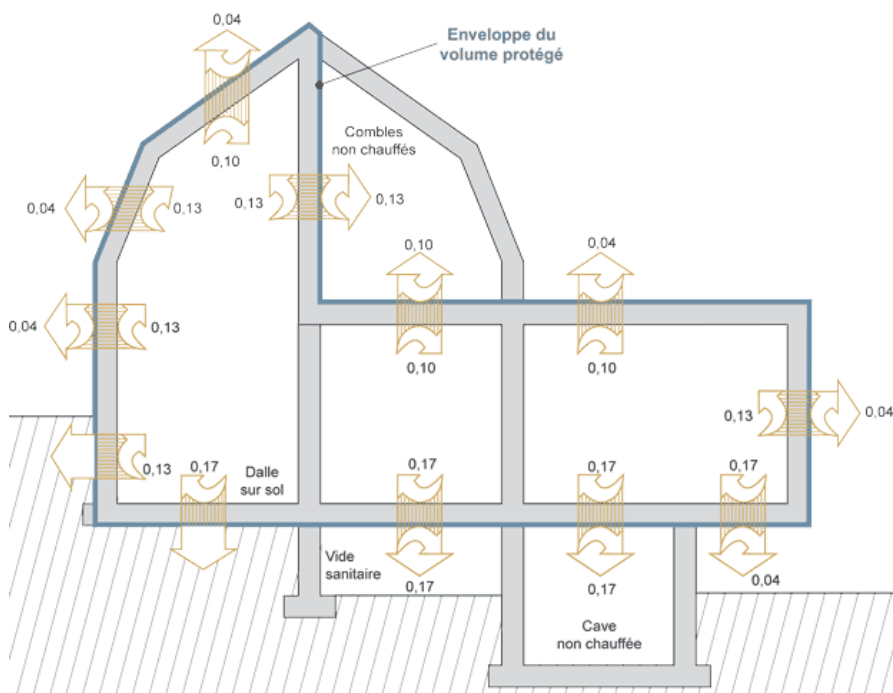 0,04
Enveloppe du
volume protégé
Combles
non chauffés
0,10
0,04
0,13
0,13
0,13
0,10
0,04
0,04
0,13
0,10
0,10
0,13
0,04
0,13
0,17
Dalle
sur sol
0,17
0,17
0,17
Vide
sanitaire
0,17
0,17
0,04
Cave
non chauffée